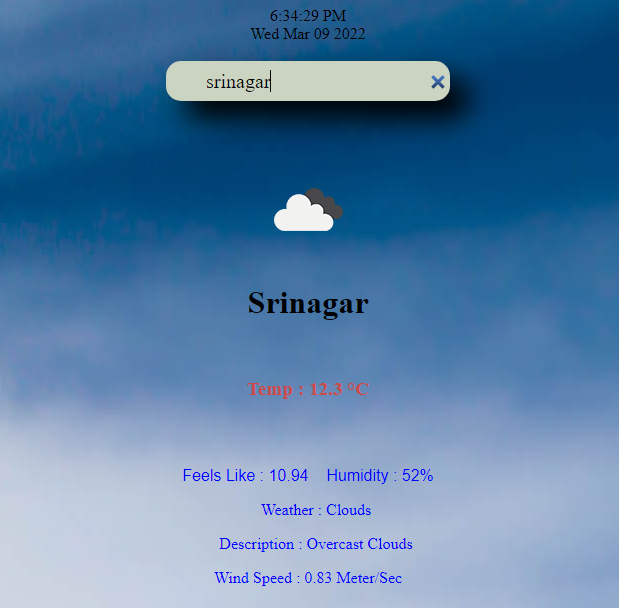 6:34:29 PM
Wed Mar 09 2022
srinagar
Srinagar
Temp : 12.3 °C
Feels Like : 10.94 Humidity : 52%
Weather : Clouds
Description : Overcast Clouds
Wind Speed : 0.83 Meter/Sec